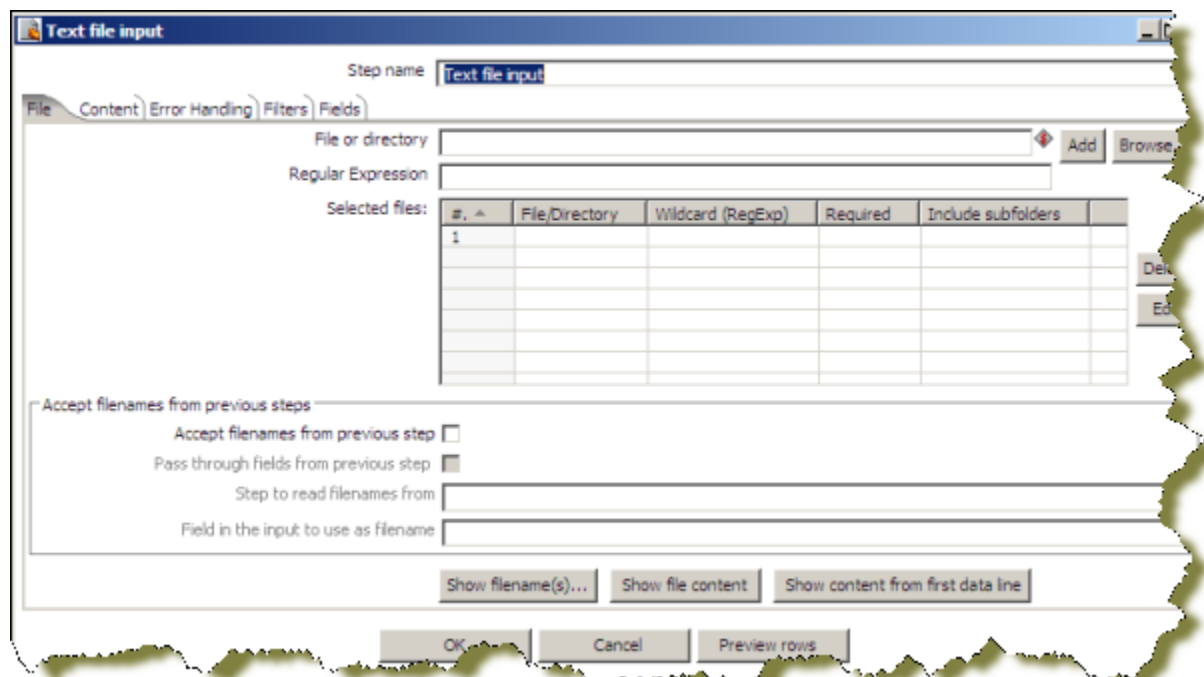 Text file input
Step name Text file input
File Content Error Handling Filters Fields
File or directory Add Browse.
Regular Expression
Selected files: #. File/Directory Wildcard (RegExp) Required Include subfolders
1
Accept filenames from previous steps
Accept filenames from previous step
Pass through fields from previous step
Step to read filenames from
Field in the input to use as filename
Show filename(s)... Show file content Show content from first data line
OK Cancel Preview rows